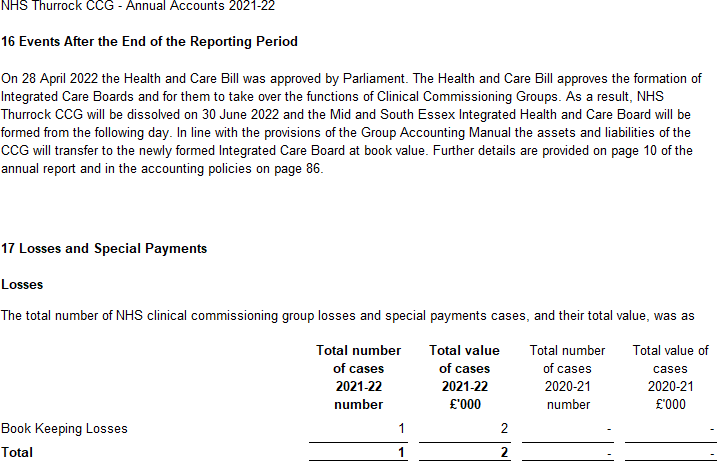 NHS Thurrock CCG - Annual Accounts 2021-22
16 Events After the End of the Reporting Period
On 28 April 2022 the Health and Care Bill was approved by Parliament. The Health and Care Bill approves the formation of
Integrated Care Boards and for them to take over the functions of Clinical Commissioning Groups. As a result, NHS
Thurrock CCG will be dissolved on 30 June 2022 and the Mid and South Essex Integrated Health and Care Board will be
formed from the following day. In line with the provisions of the Group Accounting Manual the assets and liabilities of the
CCG will transfer to the newly formed Integrated Care Board at book value. Further details are provided on page 10 of the
annual report and in the accounting policies on page 86.
17 Losses and Special Payments
Losses
The total number of NHS clinical commissioning group losses and special payments cases, and their total value, was as
Total number Total value Total number Total value of
of cases of cases of cases cases
2021-22 2021-22 2020-21 2020-21
number £'000 number £'000
Book Keeping Losses 1 2 - -
Total 1 2 - -